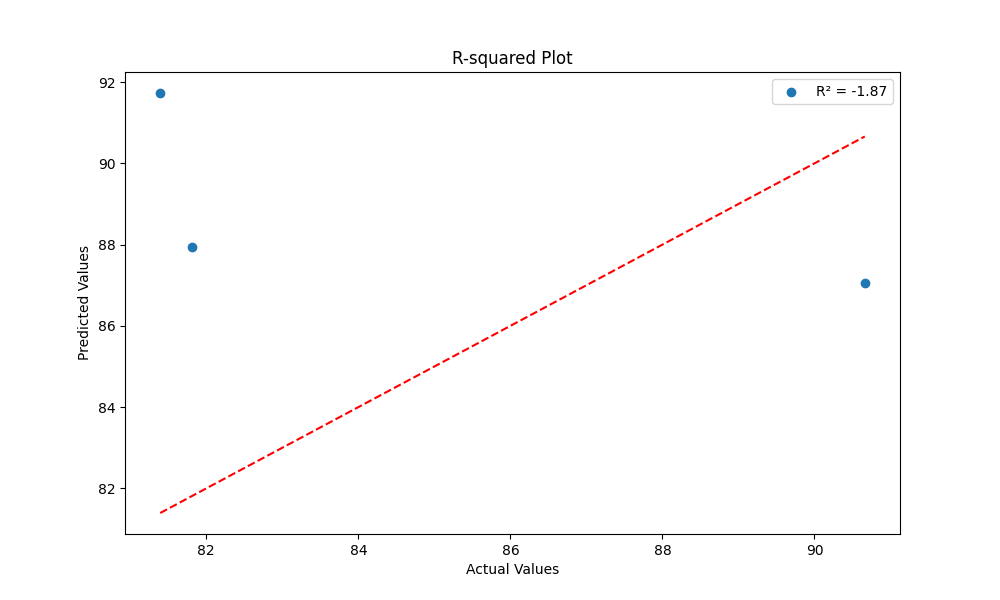 R-squared Plot
R² = -1.87
92
90
88
86
84
82
Predicted Values
82
84
86
88
90
Actual Values